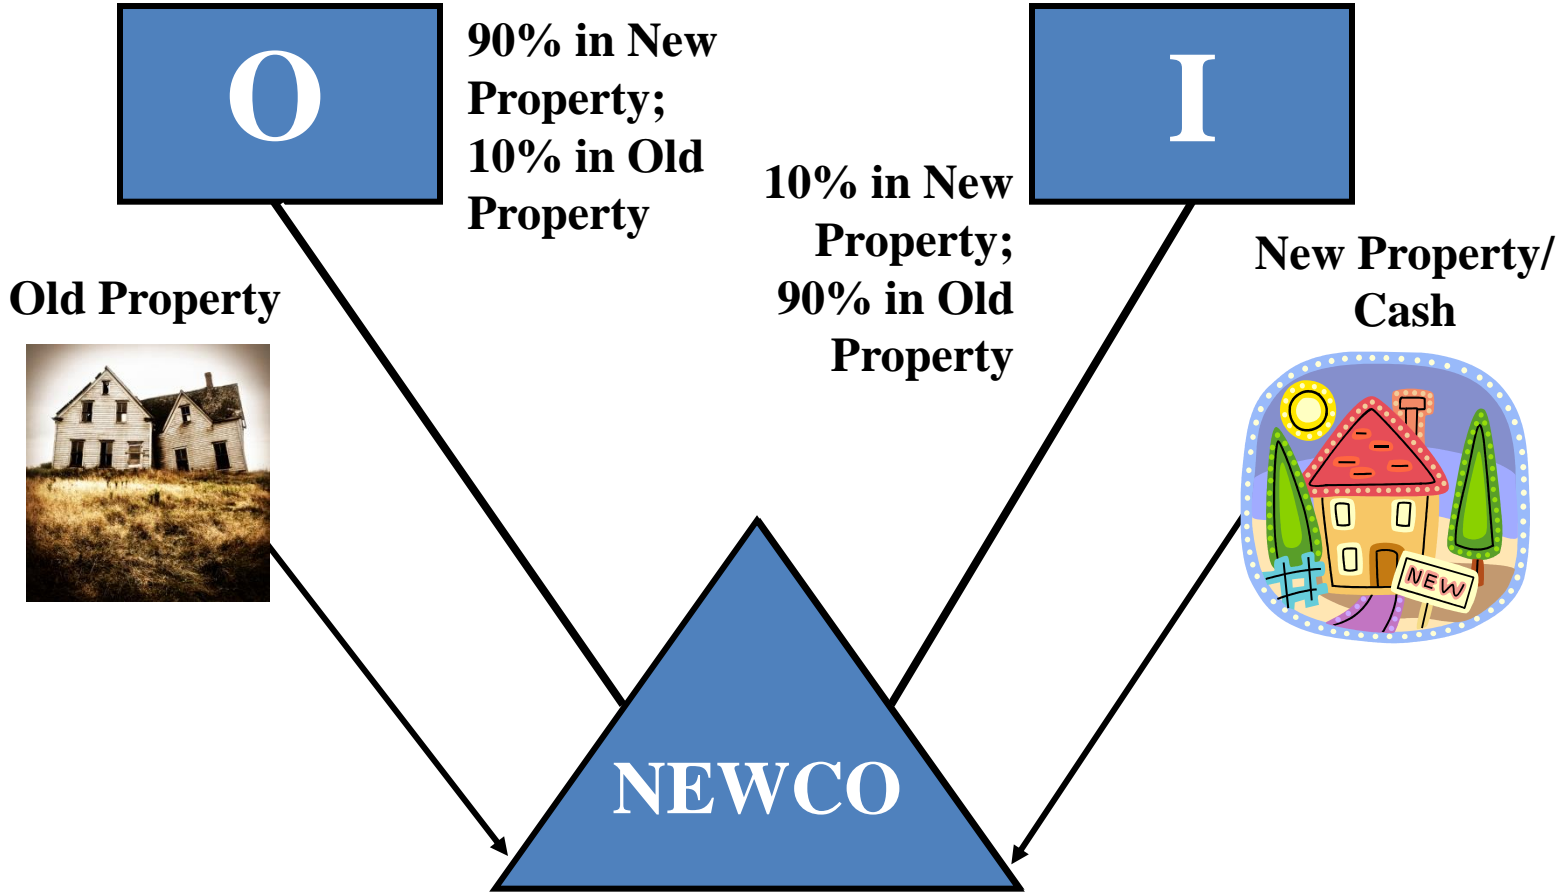 O
90% in New
Property;
10% in Old
Property
I
10% in New
Property;
90% in Old
Property
Old Property
New Property/
Cash
NEW
NEWCO